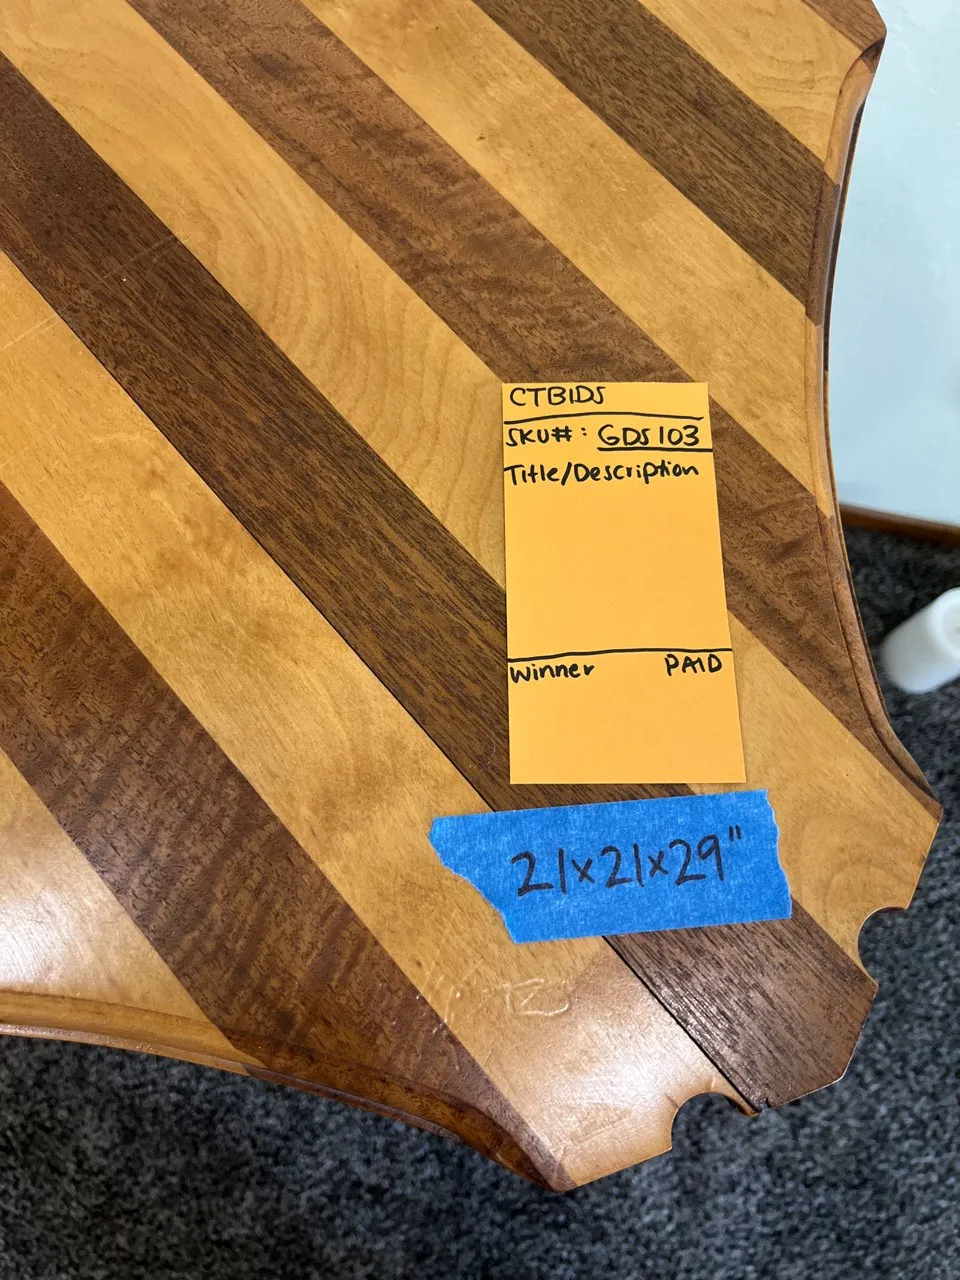 CTBIDS
SKU#: GDS103
Title/Description
Winner PAID
21x21x29"